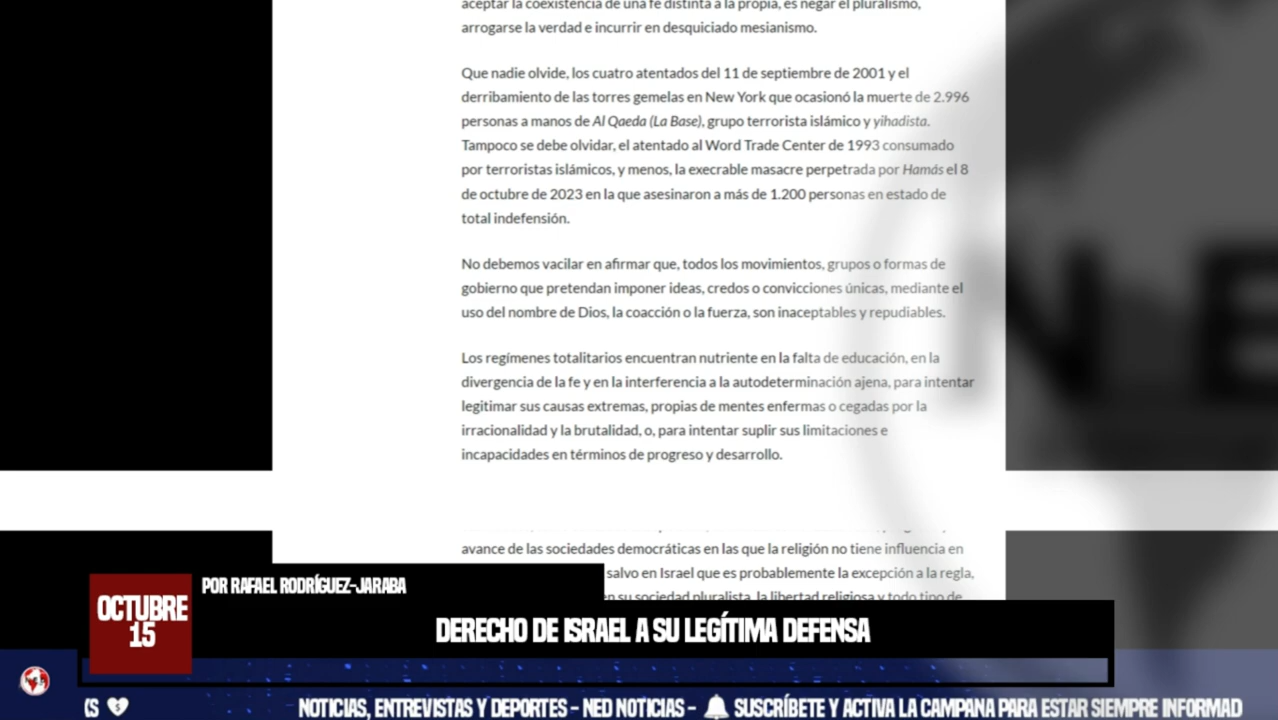 aceptar la coexistencia de una fe distinta a la propia, es negar el pluralismo,
arrogarse la verdad e incurrir en desquiciado mesianismo.
Que nadie olvide, los cuatro atentados del 11 de septiembre de 2001 y el
derribamiento de las torres gemelas en New York que ocasionó la muerte de 2.996
personas a manos de Al Qaeda (La Base), grupo terrorista islámico y yihadista.
Tampoco se debe olvidar, el atentado al Word Trade Center de 1993 consumado
por terroristas islámicos, y menos, la execrable masacre perpetrada por Hamás el 8
de octubre de 2023 en la que asesinaron a más de 1.200 personas en estado de
total indefensión.
No debemos vacilar en afirmar que, todos los movimientos, grupos o formas de
gobierno que pretendan imponer ideas, credos o convicciones únicas, mediante el
uso del nombre de Dios, la coacción o la fuerza, son inaceptables y repudiables.
Los regímenes totalitarios encuentran nutriente en la falta de educación, en la
divergencia de la fe y en la interferencia a la autodeterminación ajena, para intentar
legitimar sus causas extremas, propias de mentes enfermas o cegadas por la
irracionalidad y la brutalidad, o, para intentar suplir sus limitaciones e
incapacidades en términos de progreso y desarrollo.
avance de las sociedades democráticas en las que la religión no tiene influencia en
salvo en Israel que es probablemente la excepción a la regla,
en su sociedad pluralista, la libertad religiosa y todo tipo de
NE
POR RAFAEL RODRÍGUEZ-JARABA
OCTUBRE
15
DERECHO DE ISRAEL A SU LEGÍTIMA DEFENSA
CS NOTICIAS, ENTREVISTAS Y DEPORTES - NED NOTICIAS - SUSCRÍBETE Y ACTIVA LA CAMPANA PARA ESTAR SIEMPRE INFORMAD